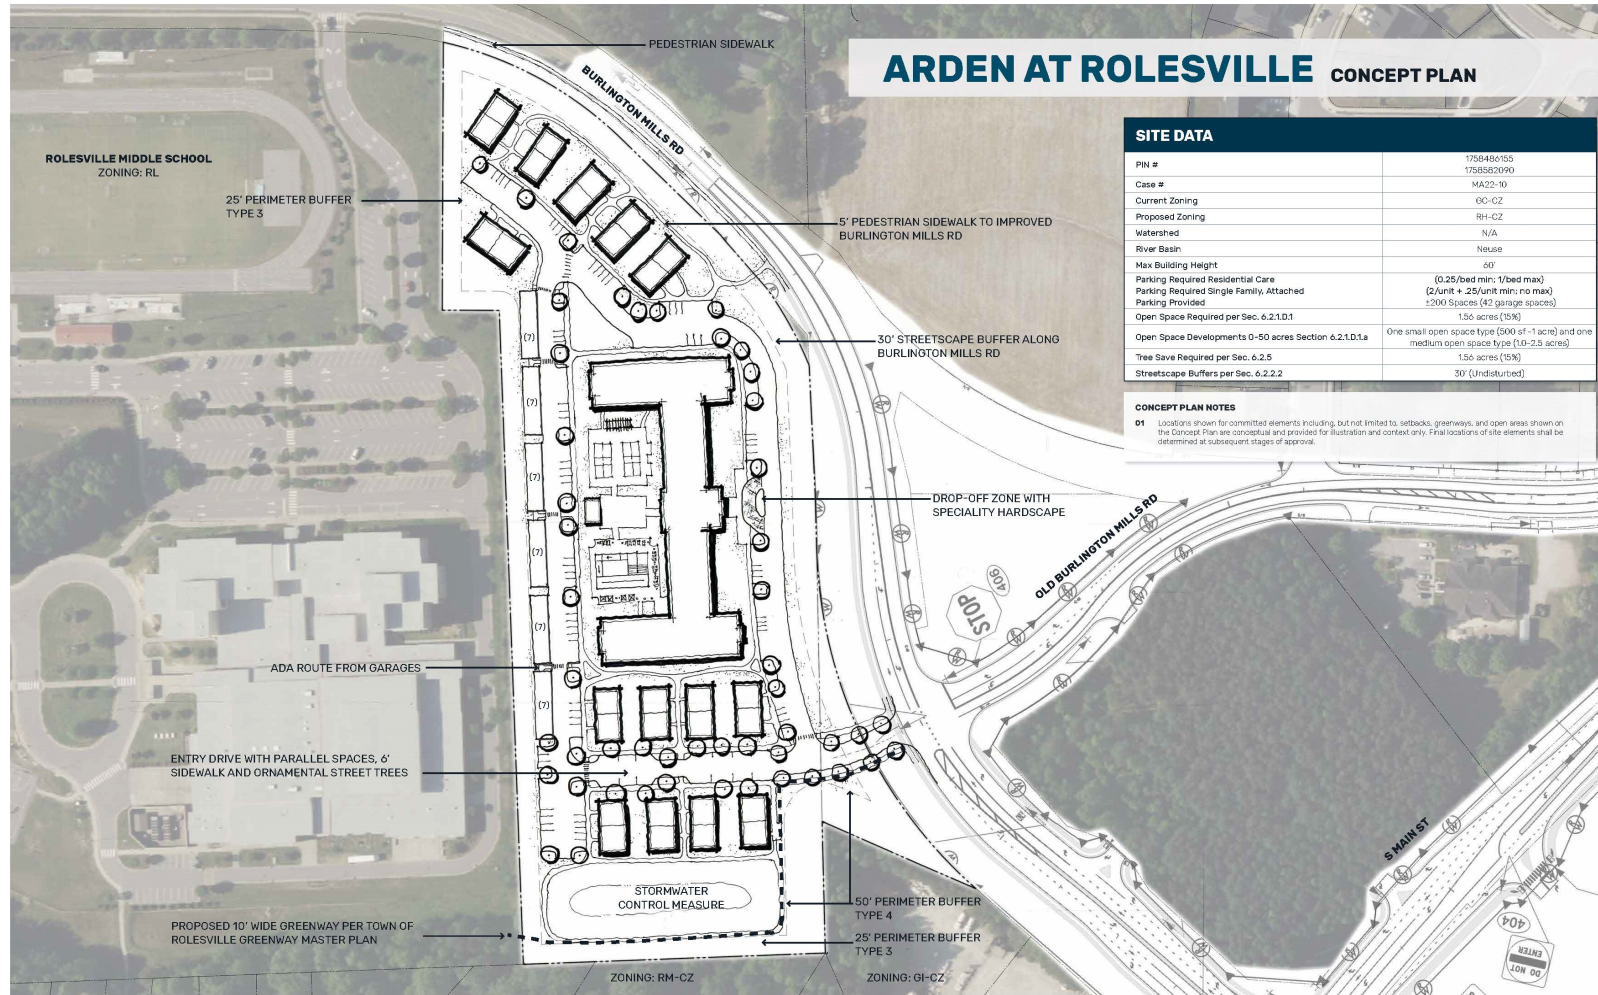 ARDEN AT ROLESVILLE CONCEPT PLAN
PEDESTRIAN SIDEWALK
BURLINGTON MILLS RD
ROLESVILLE MIDDLE SCHOOL
ZONING: RL
25' PERIMETER BUFFER
TYPE 3
5' PEDESTRIAN SIDEWALK TO IMPROVED
BURLINGTON MILLS RD
SITE DATA
PIN # 1758486155
1758582090
Case # MA22-10
Current Zoning GC-CZ
Proposed Zoning RH-CZ
Watershed N/A
River Basin Neuse
Max Building Height 60'
Parking Required Residential Care (0.25/bed min; 1/bed max)
Parking Required Single Family, Attached (2/unit + .25/unit min; no max)
Parking Provided ±200 Spaces (42 garage spaces)
Open Space Required per Sec. 6.2.1.D.1 1.56 acres (15%)
Open Space Developments 0-50 acres Section 6.2.1.D.1.a One small open space type (500 sf -1 acre) and one
medium open space type (1.0-2.5 acres)
Tree Save Required per Sec. 6.2.5 1.56 acres (15%)
Streetscape Buffers per Sec. 6.2.2.2 30' (Undisturbed)
CONCEPT PLAN NOTES
01 Locations shown for committed elements including, but not limited to, setbacks, greenways, and open areas shown on
the Concept Plan are conceptual and provided for illustration and context only. Final locations of site elements shall be
determined at subsequent stages of approval.
30' STREETSCAPE BUFFER ALONG
BURLINGTON MILLS RD
(7)
(7)
(7)
(7)
(7)
(7)
DROP-OFF ZONE WITH
SPECIALITY HARDSCAPE
OLD BURLINGTON MILLS RD
STOP
406
ADA ROUTE FROM GARAGES
ENTRY DRIVE WITH PARALLEL SPACES, 6'
SIDEWALK AND ORNAMENTAL STREET TREES
S MAIN ST
STORMWATER
CONTROL MEASURE
50' PERIMETER BUFFER
TYPE 4
PROPOSED 10' WIDE GREENWAY PER TOWN OF
ROLESVILLE GREENWAY MASTER PLAN
25' PERIMETER BUFFER
TYPE 3
404
DO NOT
ENTER
ZONING: RM-CZ
ZONING: GI-CZ